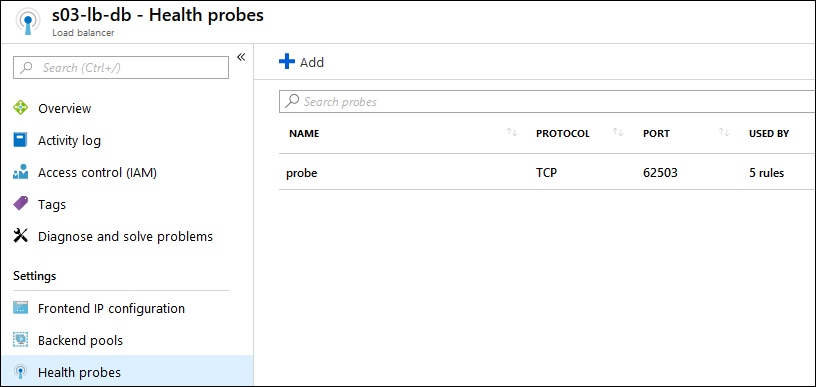 s03-lb-db - Health probes
Load balancer
Search (Ctrl+/)
«
Overview
Activity log
Access control (IAM)
Tags
Diagnose and solve problems
Settings
Frontend IP configuration
Backend pools
Health probes
Add
Search probes
NAME PROTOCOL PORT USED BY
probe TCP 62503 5 rules